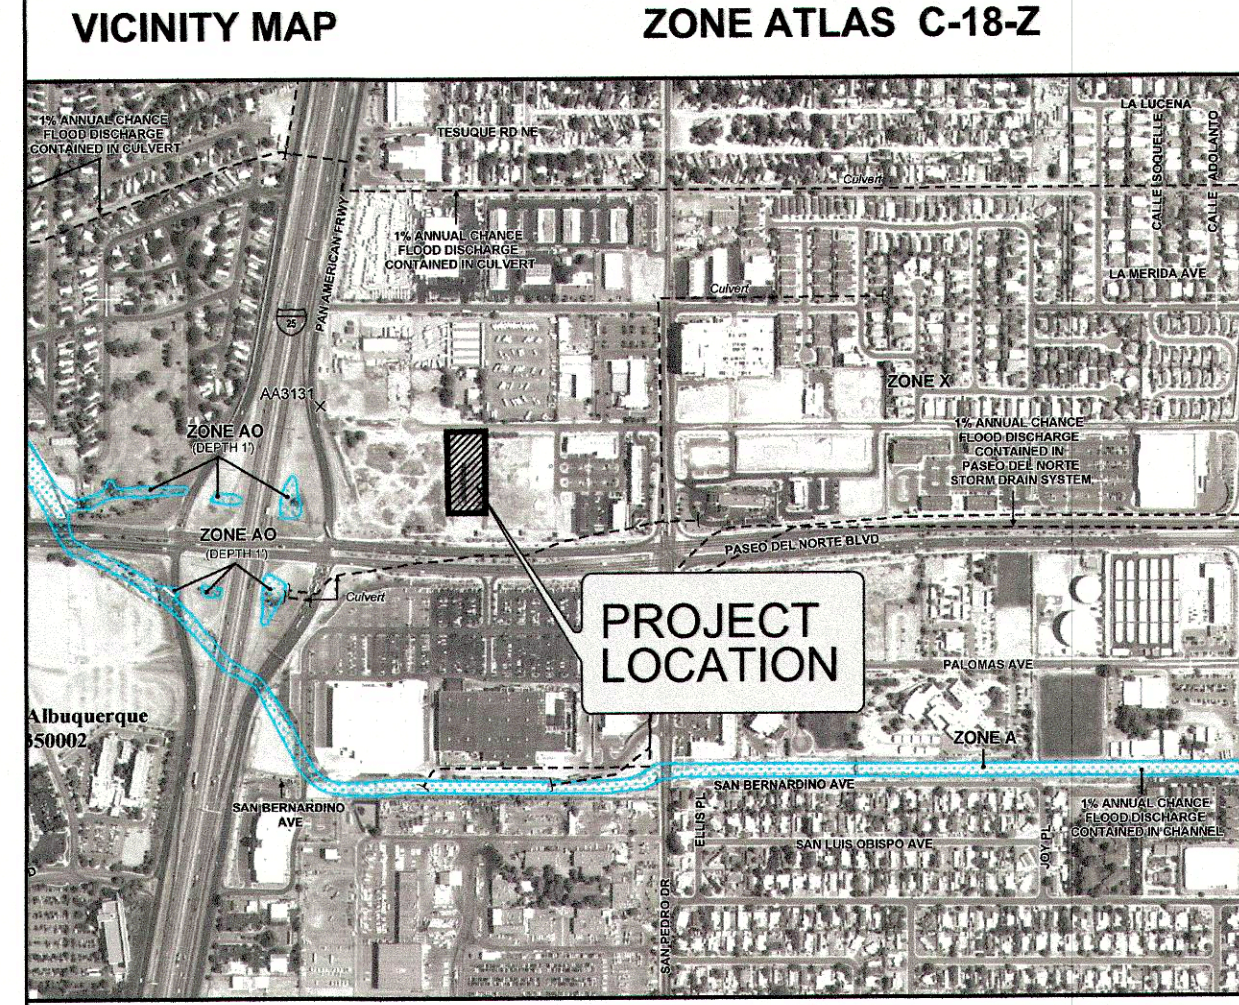 VICINITY MAP
ZONE ATLAS C-18-Z
1% ANNUAL CHANCE
FLOOD DISCHARGE
CONTAINED IN CULVERT
TESUQUE RD NE
LA LUCENA
CALLE SOQUELLE
CALLE ADOLANTO
Culvert
PAN AMERICAN FRWY
1% ANNUAL CHANCE
FLOOD DISCHARGE
CONTAINED IN CULVERT
LA MERIDA AVE
Culvert
25
AA3131
ZONE X
ZONE AO
(DEPTH 1')
1% ANNUAL CHANCE
FLOOD DISCHARGE
CONTAINED IN
PASEO DEL NORTE
STORM DRAIN SYSTEM
ZONE AO
(DEPTH 1')
PASEO DEL NORTE BLVD
Culvert
PROJECT
LOCATION
PALOMAS AVE
Albuquerque
350002
ZONE A
SAN BERNARDINO
AVE
SAN BERNARDINO AVE
ELLIS PL
SAN LUIS OBISPO AVE
JOY PL
1% ANNUAL CHANCE
FLOOD DISCHARGE
CONTAINED IN CHANNEL
SAN PEDRO DR